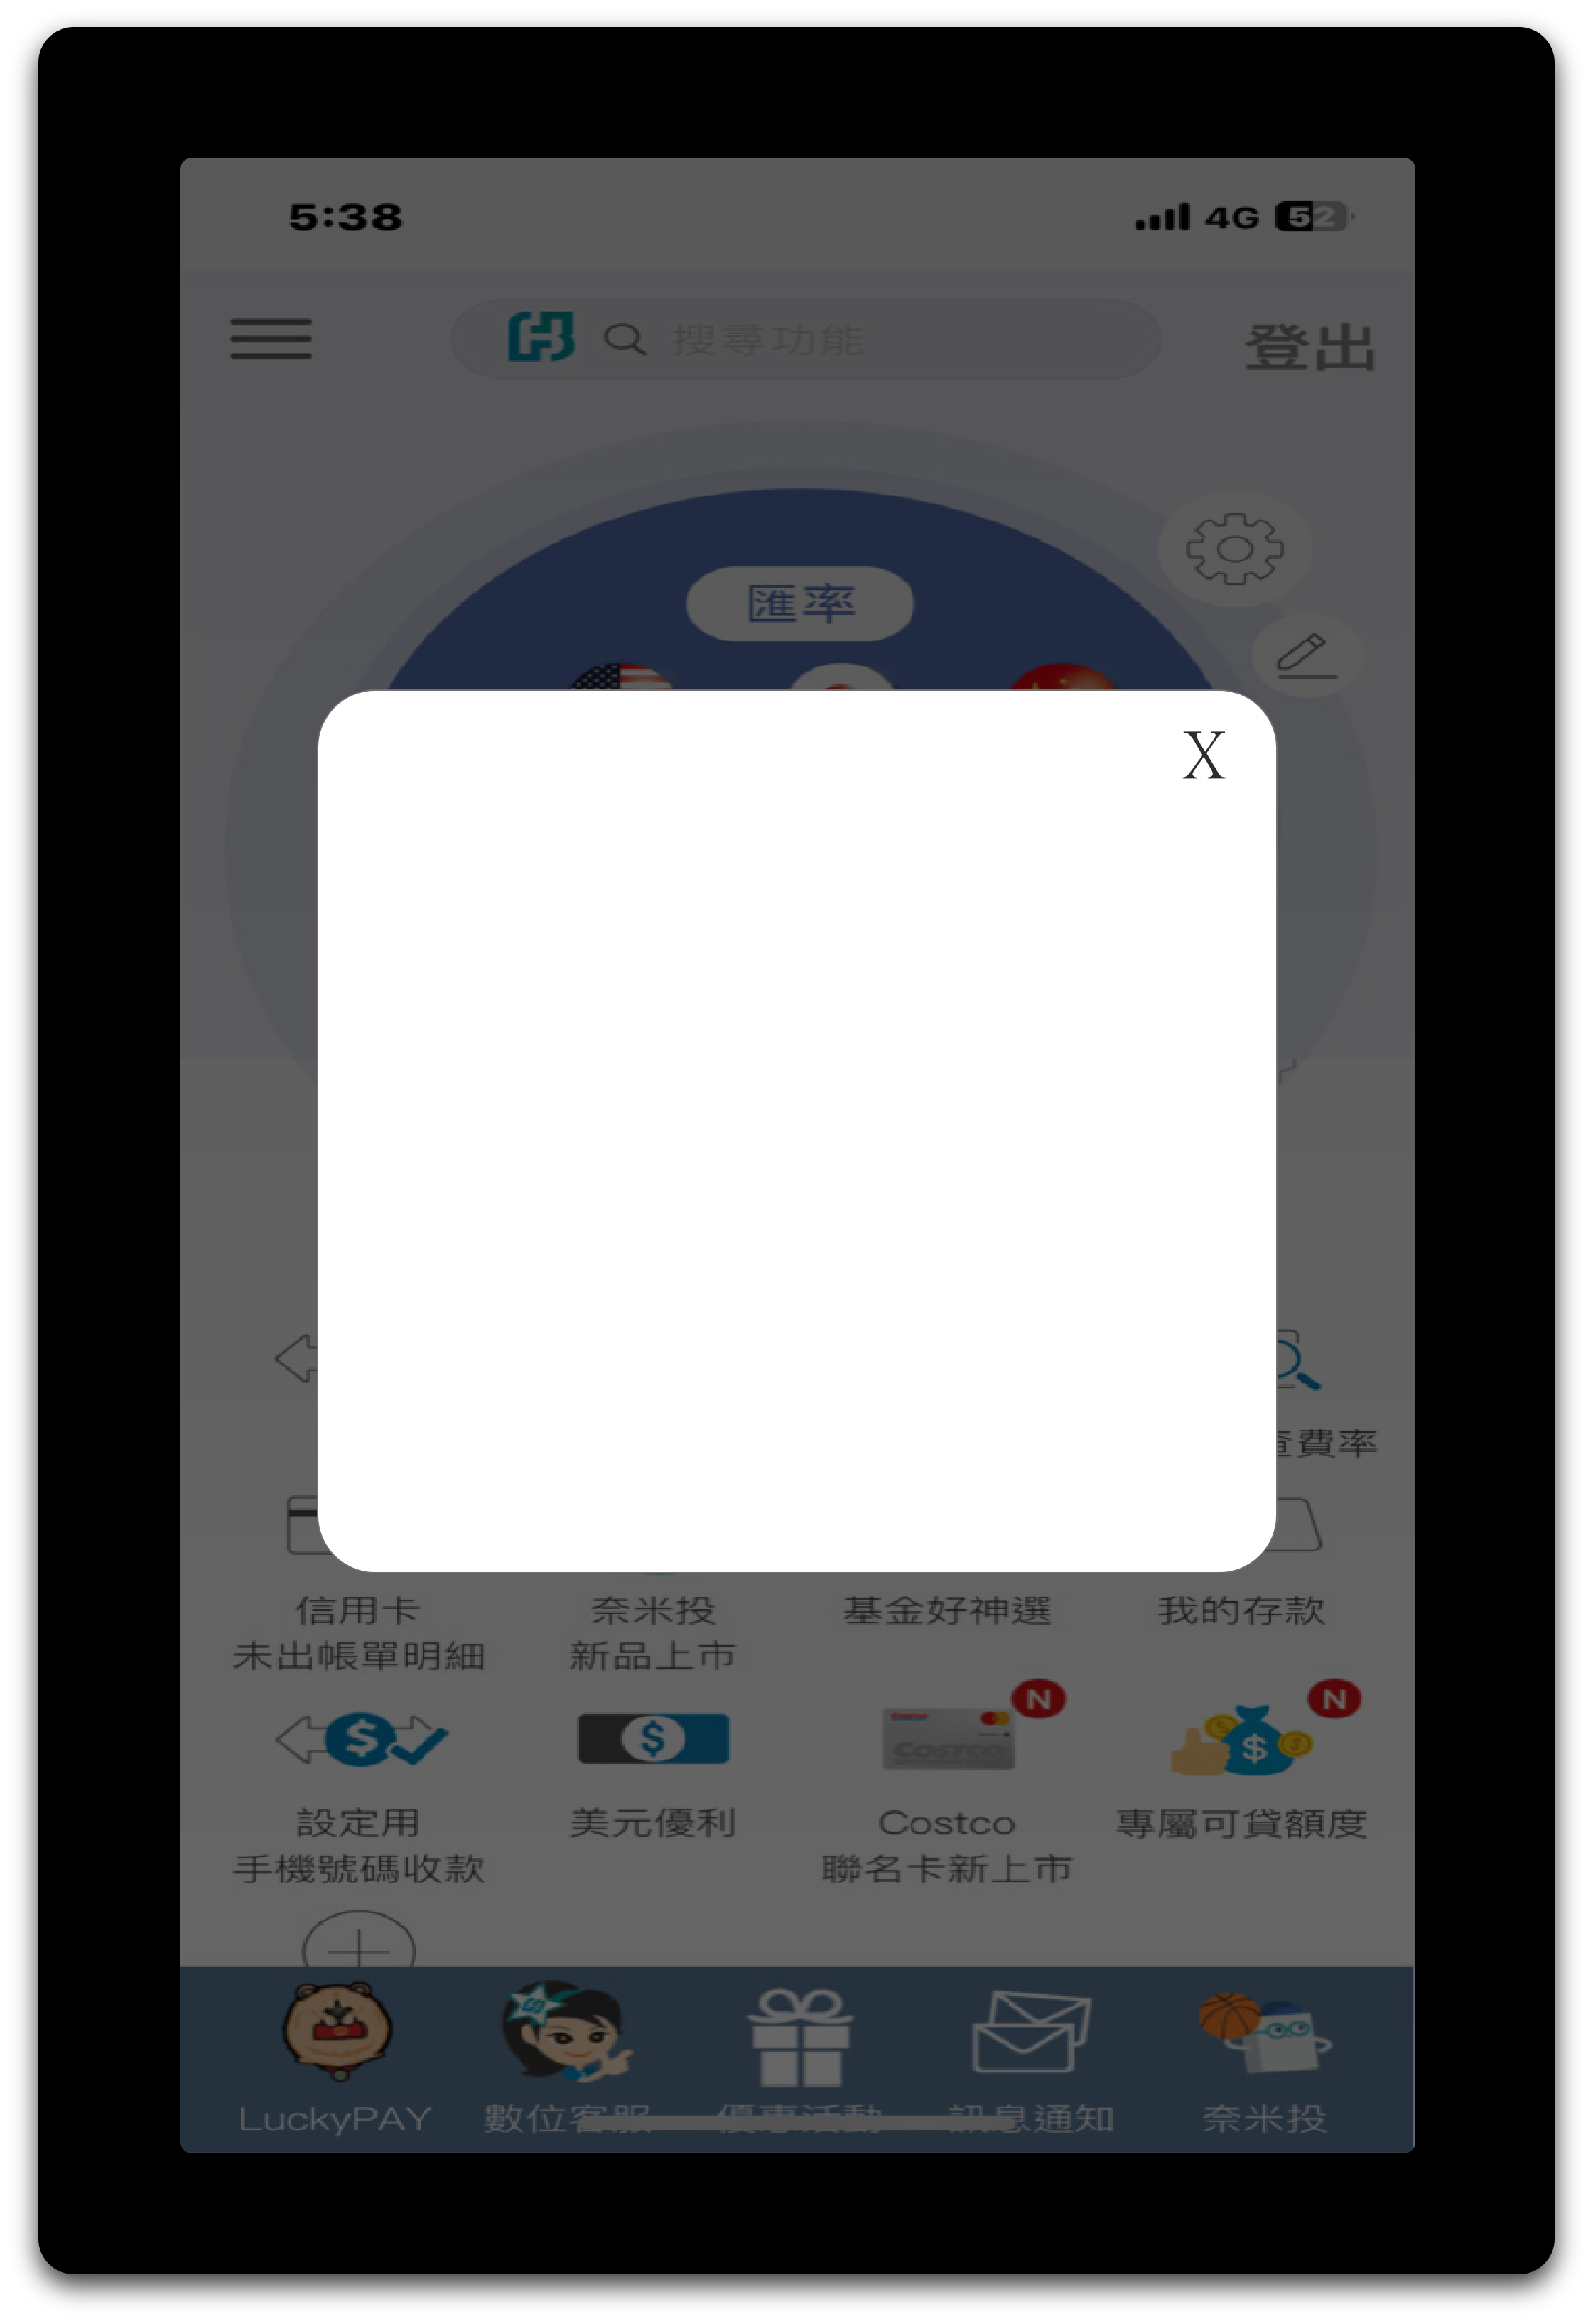 5:38
4G 52
搜尋功能
登出
匯率
X
查費率
信用卡
未出帳單明細
奈米投
新品上市
基金好神選
我的存款
N
N
COSTCO
設定用
手機號碼收款
美元優利
Costco
聯名卡新上市
專屬可貸額度
LuckyPAY
數位客服
優惠活動
訊息通知
奈米投